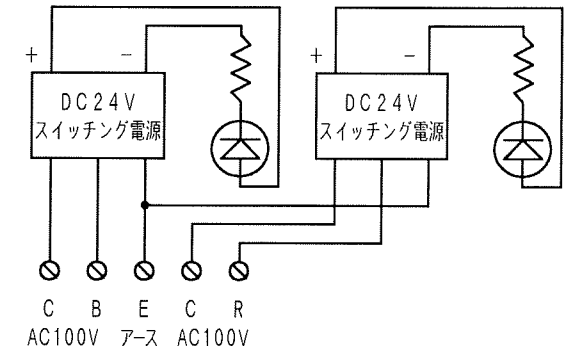 + − + −
DC24V DC24V
スイッチング電源 スイッチング電源
C B E C R
AC100V アース AC100V